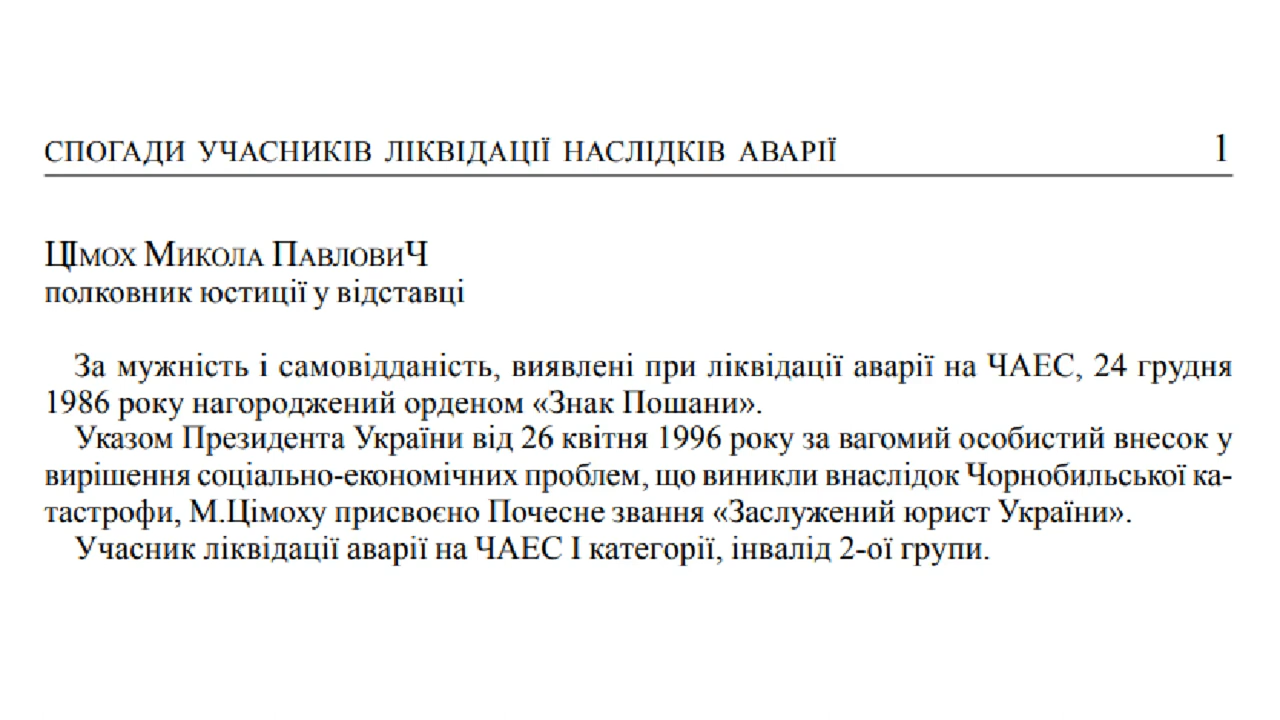 СПОГАДИ УЧАСНИКІВ ЛІКВІДАЦІЇ НАСЛІДКІВ АВАРІЇ 1
ЦІМОХ МИКОЛА ПАВЛОВИЧ
полковник юстиції у відставці
За мужність і самовідданість, виявлені при ліквідації аварії на ЧАЕС, 24 грудня
1986 року нагороджений орденом «Знак Пошани».
Указом Президента України від 26 квітня 1996 року за вагомий особистий внесок у
вирішення соціально-економічних проблем, що виникли внаслідок Чорнобильської ка-
тастрофи, М.Цімоху присвоєно Почесне звання «Заслужений юрист України».
Учасник ліквідації аварії на ЧАЕС І категорії, інвалід 2-ої групи.